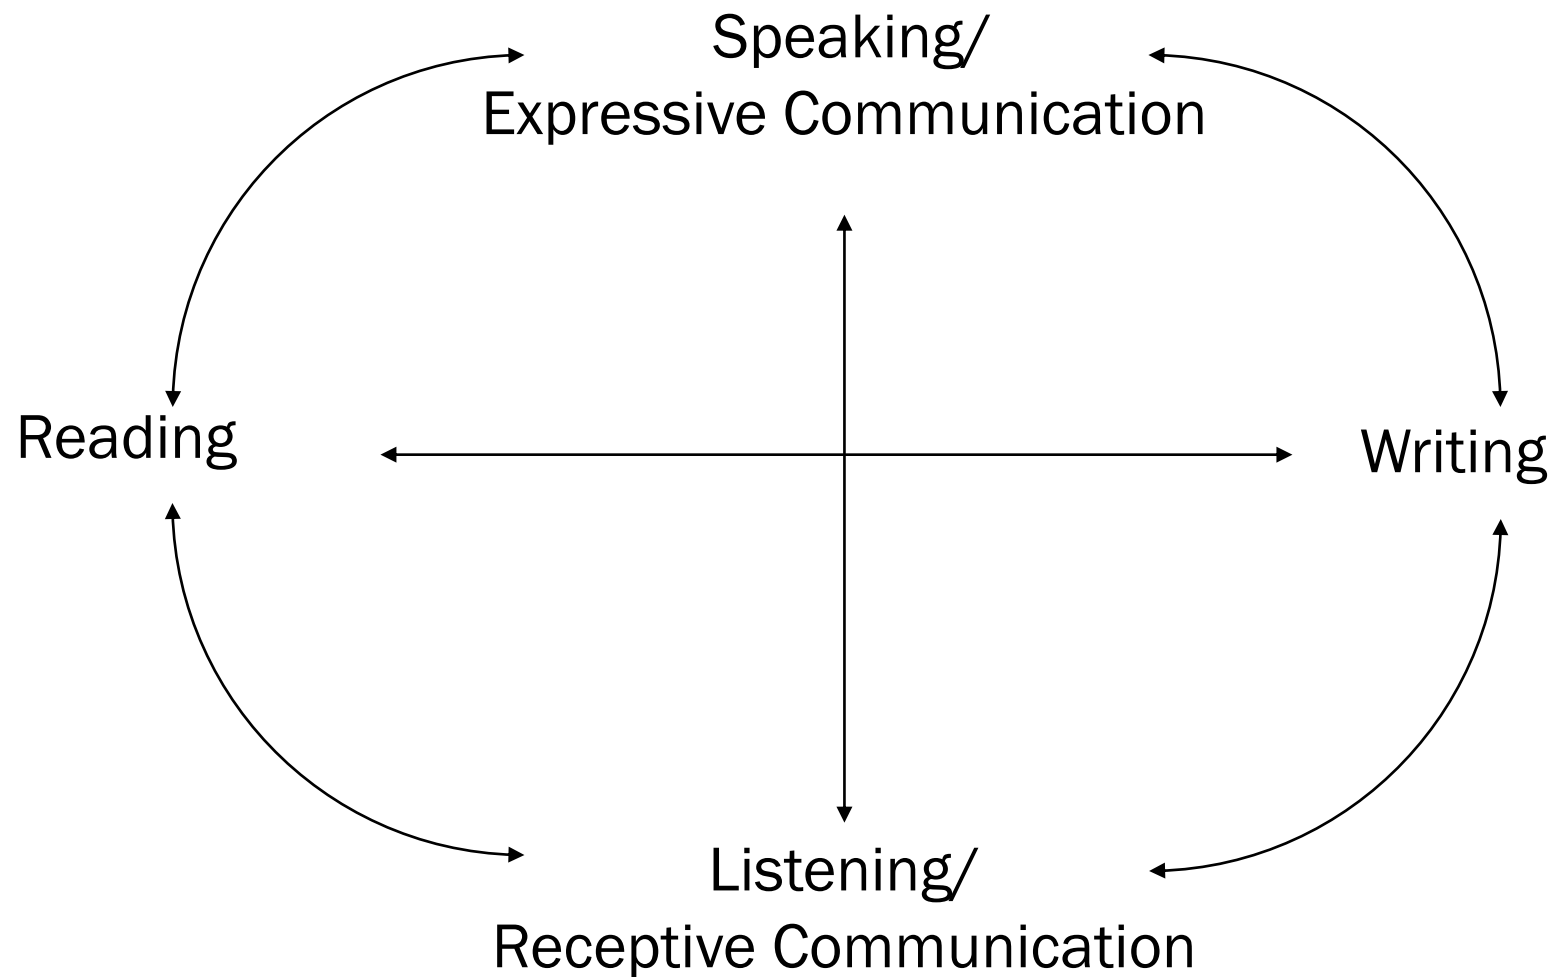 Speaking/
Expressive Communication
Reading
Writing
Listening/
Receptive Communication